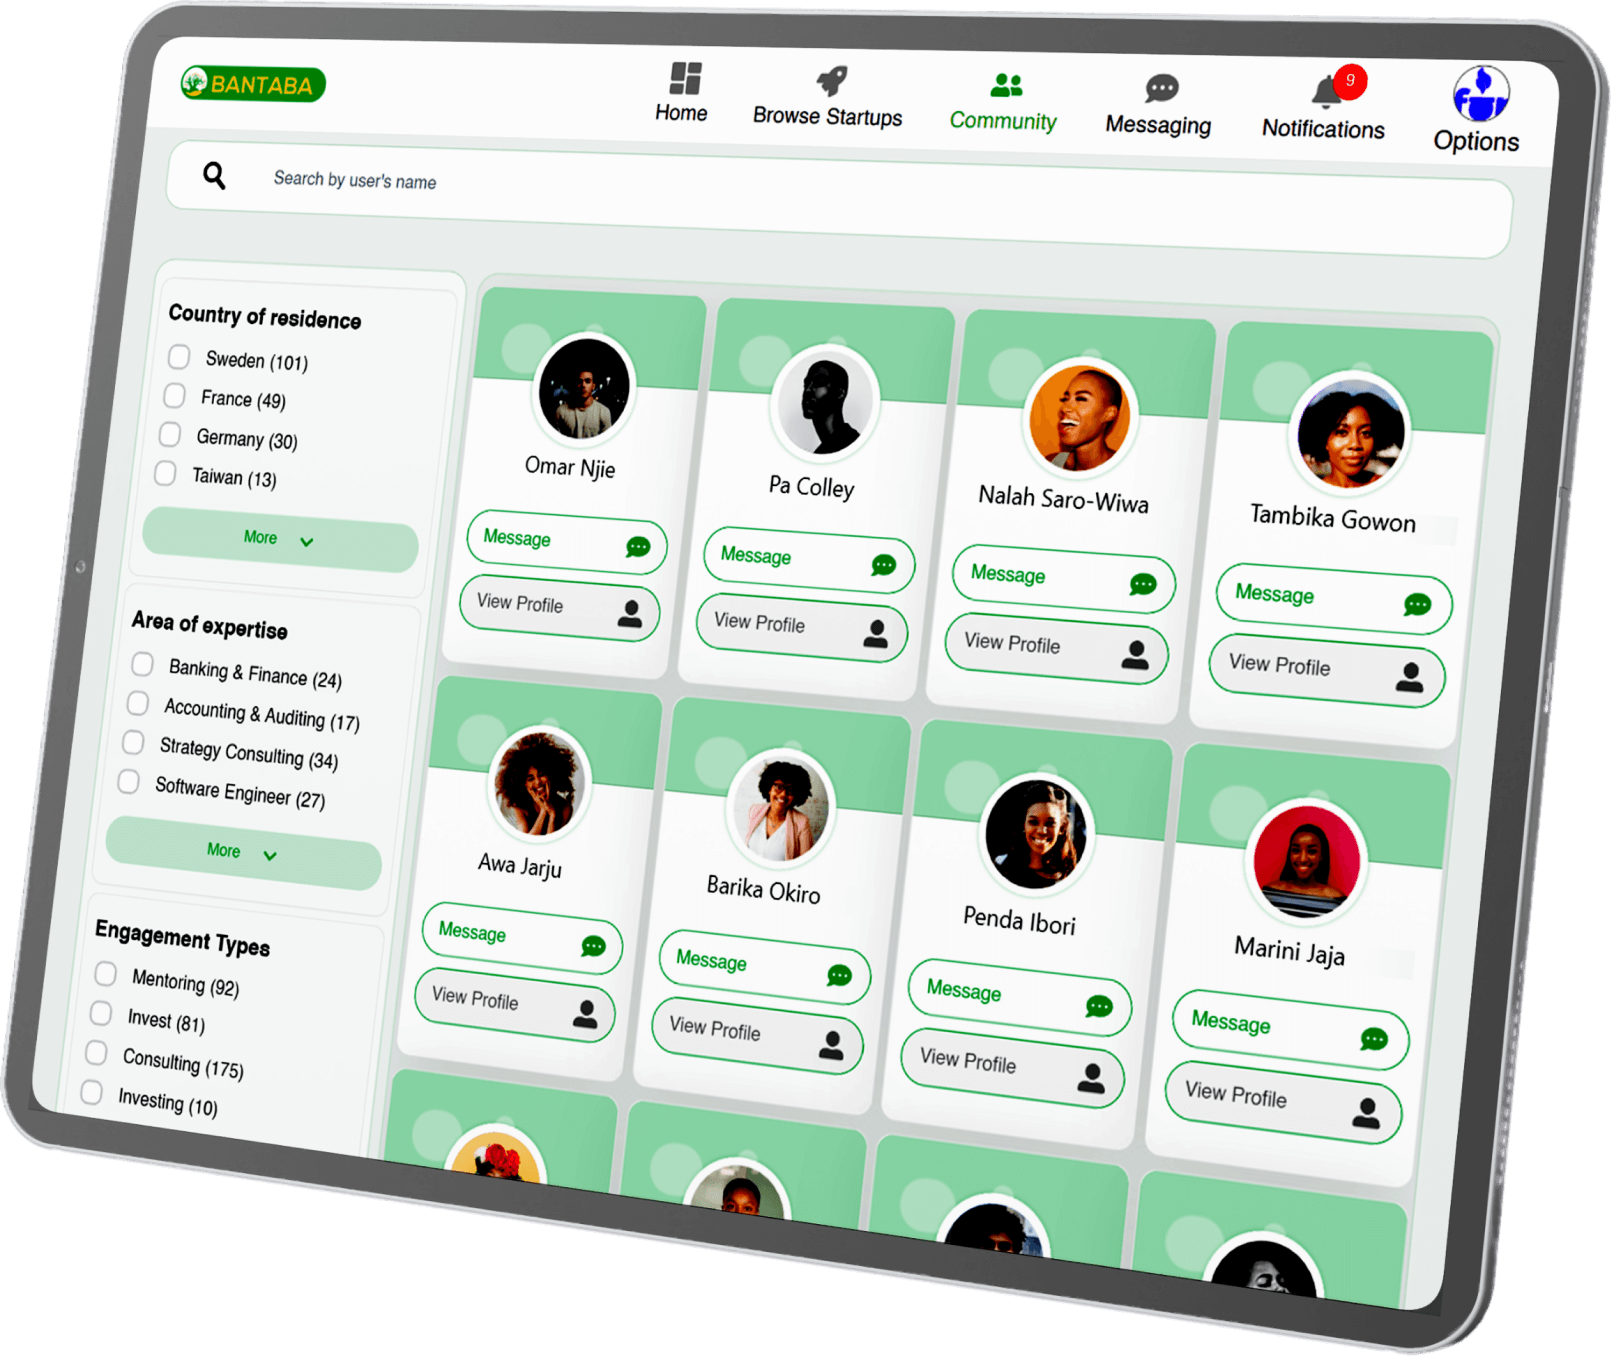 BANTABA
Home
Browse Startups
Community
Messaging
9
Notifications
Options
Search by user's name
Country of residence
Sweden (101)
France (49)
Germany (30)
Taiwan (13)
More
Area of expertise
Banking & Finance (24)
Accounting & Auditing (17)
Strategy Consulting (34)
Software Engineer (27)
More
Engagement Types
Mentoring (92)
Invest (81)
Consulting (175)
Investing (10)
Omar Njie
Message
View Profile
Pa Colley
Message
View Profile
Nalah Saro-Wiwa
Message
View Profile
Tambika Gowon
Message
View Profile
Awa Jarju
Message
View Profile
Barika Okiro
Message
View Profile
Penda Ibori
Message
View Profile
Marini Jaja
Message
View Profile